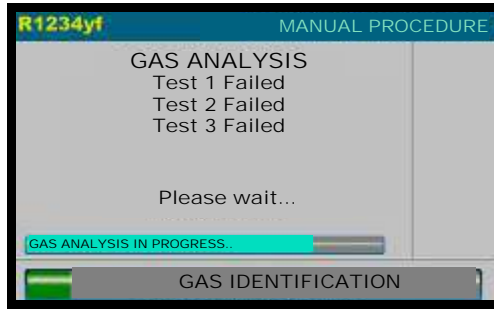 R1234yf
MANUAL PROCEDURE
GAS ANALYSIS
Test 1 Failed
Test 2 Failed
Test 3 Failed
Please wait...
GAS ANALYSIS IN PROGRESS..
GAS IDENTIFICATION